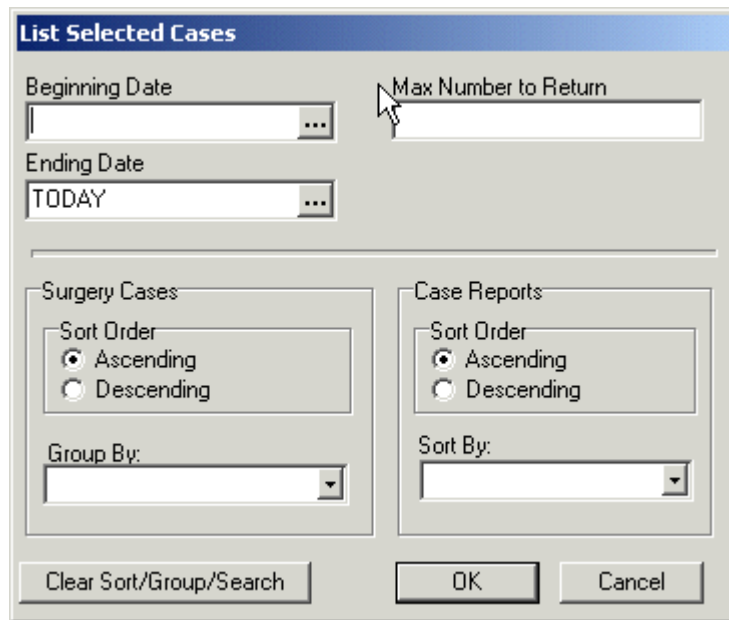 List Selected Cases
Beginning Date
Max Number to Return
...
Ending Date
TODAY
...
Surgery Cases
Sort Order
Ascending
Descending
Group By:
Case Reports
Sort Order
Ascending
Descending
Sort By:
Clear Sort/Group/Search
OK
Cancel